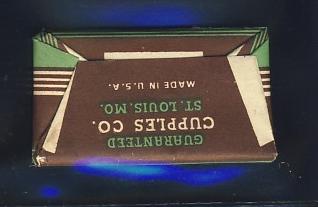 GUARANTEED
CUPPLES CO.
ST. LOUIS. MO.
MADE IN U.S.A.